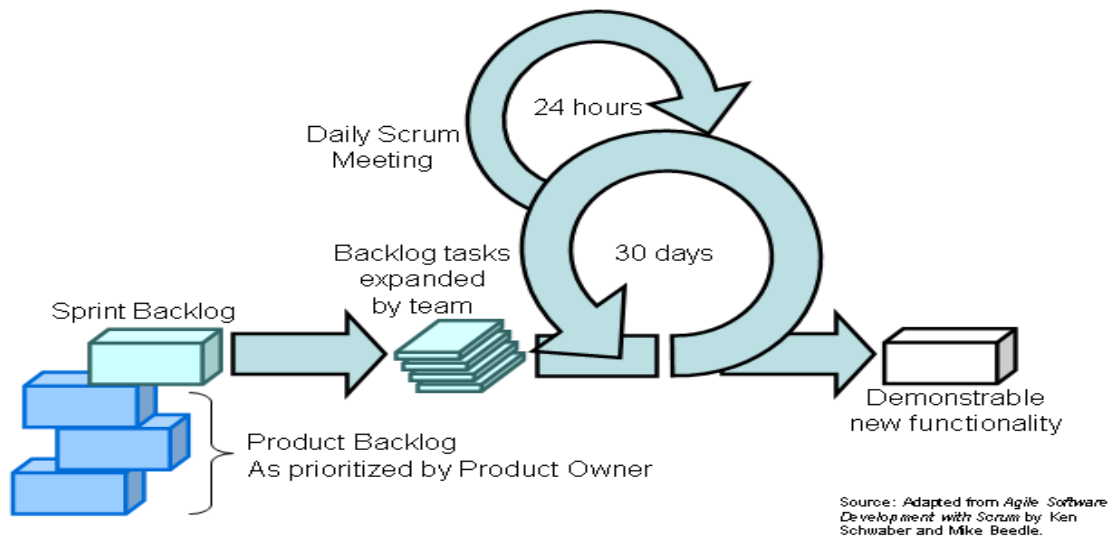 24 hours
Daily Scrum
Meeting
30 days
Backlog tasks
expanded
by team
Sprint Backlog
Demonstrable
new functionality
Product Backlog
As prioritized by Product Owner
Source: Adapted from Agile Software
Development with Scrum by Ken
Schwaber and Mike Beedle.